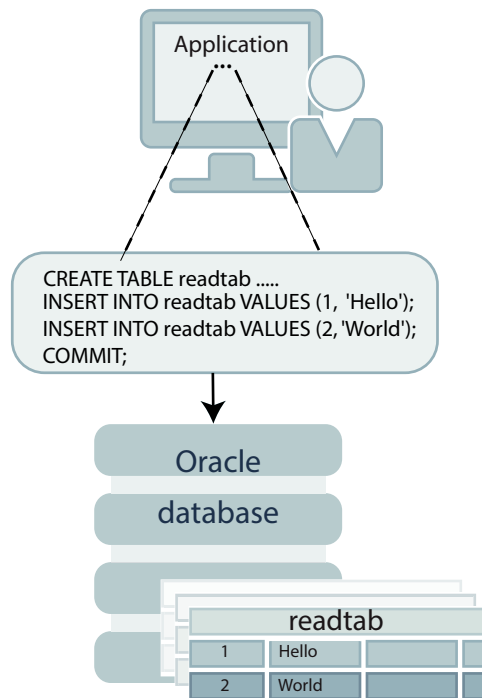 Application
...
CREATE TABLE readtab .....
INSERT INTO readtab VALUES (1, 'Hello');
INSERT INTO readtab VALUES (2, 'World');
COMMIT;
Oracle
database
readtab
1 Hello
2 World